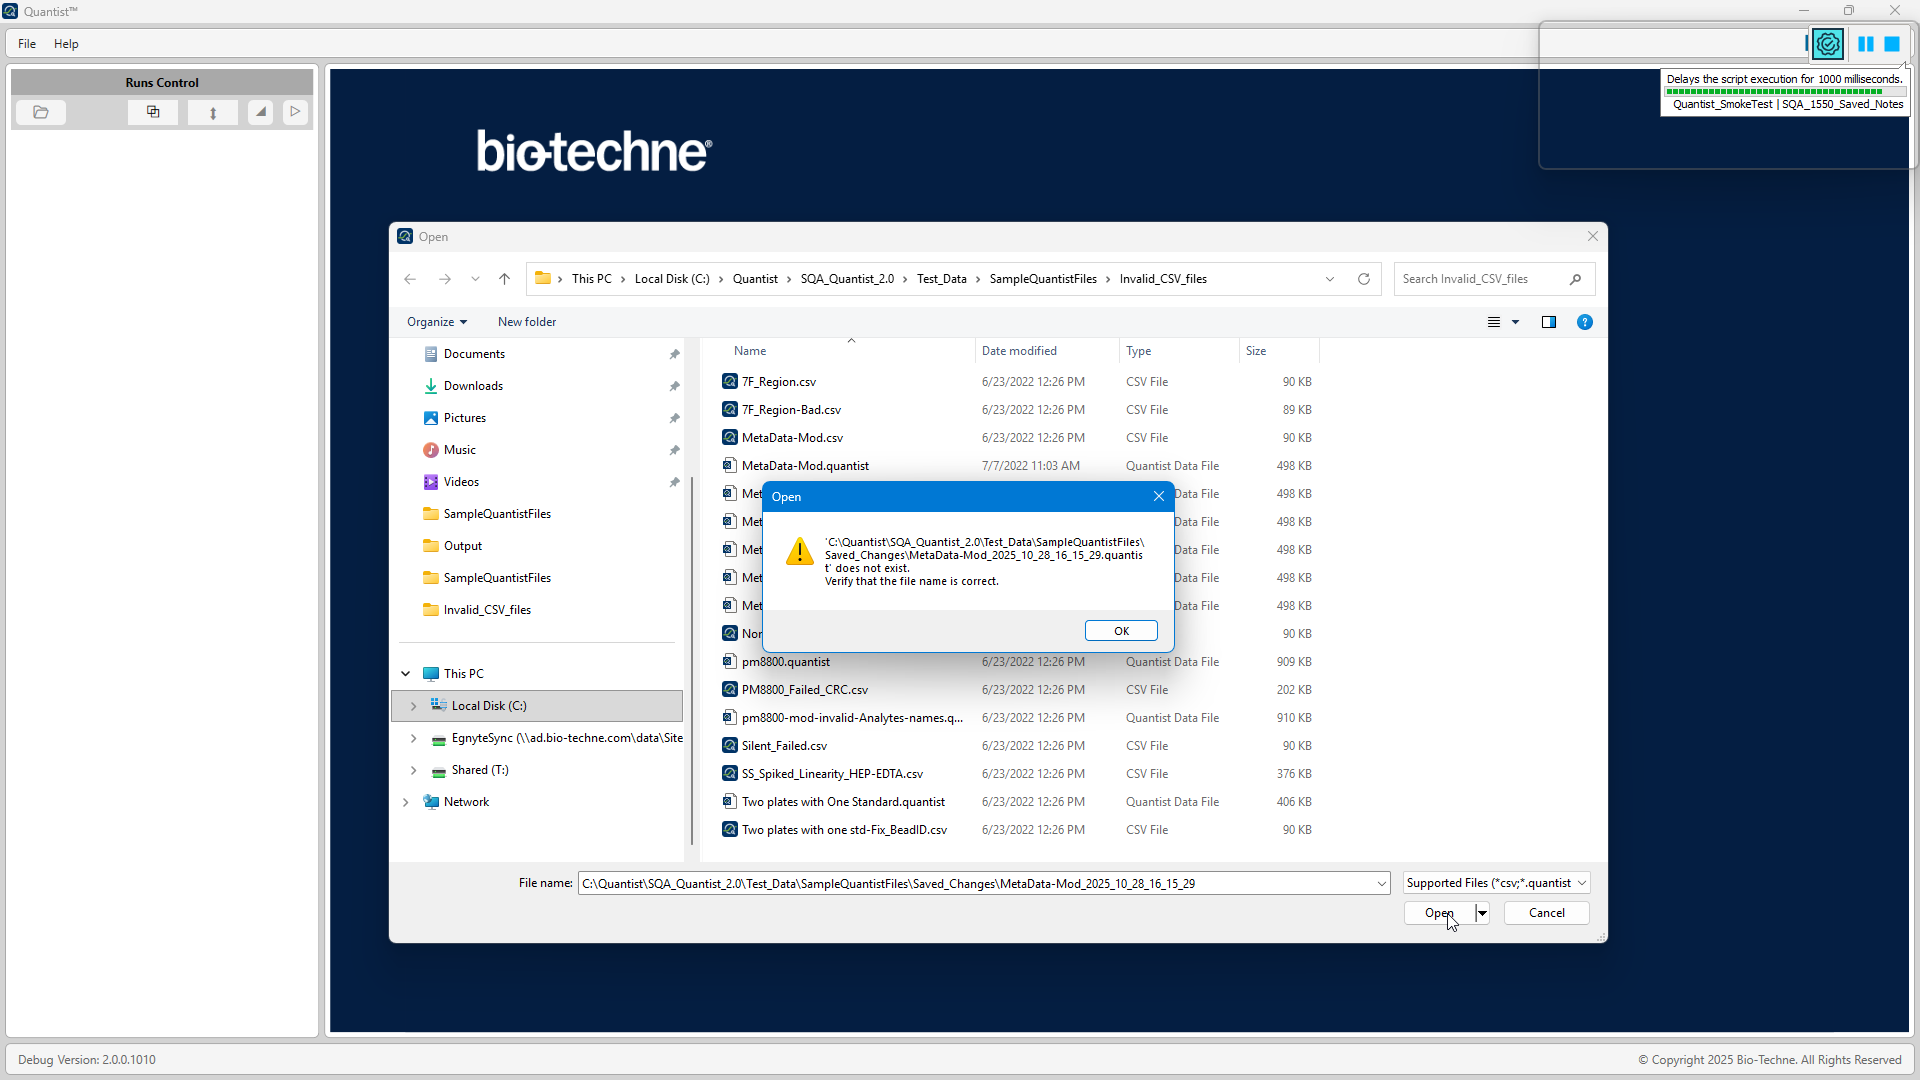 Quantist™
File Help
Delays the script execution for 1000 milliseconds.
Quantist_SmokeTest | SQA_1550_Saved_Notes
Runs Control
bio-techne®
Open
This PC > Local Disk (C:) > Quantist > SQA_Quantist_2.0 > Test_Data > SampleQuantistFiles > Invalid_CSV_files
Search Invalid_CSV_files
Organize New folder
Documents
Downloads
Pictures
Music
Videos
SampleQuantistFiles
Output
SampleQuantistFiles
Invalid_CSV_files
This PC
Local Disk (C:)
EgnyteSync (\\ad.bio-techne.com\data\Site
Shared (T:)
Network
Name Date modified Type Size
7F_Region.csv 6/23/2022 12:26 PM CSV File 90 KB
7F_Region-Bad.csv 6/23/2022 12:26 PM CSV File 89 KB
MetaData-Mod.csv 6/23/2022 12:26 PM CSV File 90 KB
MetaData-Mod.quantist 7/7/2022 11:03 AM Quantist Data File 498 KB
Met Data File 498 KB
Met Data File 498 KB
Met Data File 498 KB
Met Data File 498 KB
Met Data File 498 KB
Nor 90 KB
pm8800.quantist 6/23/2022 12:26 PM Quantist Data File 909 KB
PM8800_Failed_CRC.csv 6/23/2022 12:26 PM CSV File 202 KB
pm8800-mod-invalid-Analytes-names.q... 6/23/2022 12:26 PM Quantist Data File 910 KB
Silent_Failed.csv 6/23/2022 12:26 PM CSV File 90 KB
SS_Spiked_Linearity_HEP-EDTA.csv 6/23/2022 12:26 PM CSV File 376 KB
Two plates with One Standard.quantist 6/23/2022 12:26 PM Quantist Data File 406 KB
Two plates with one std-Fix_BeadID.csv 6/23/2022 12:26 PM CSV File 90 KB
Open
'C:\Quantist\SQA_Quantist_2.0\Test_Data\SampleQuantistFiles\
Saved_Changes\MetaData-Mod_2025_10_28_16_15_29.quantis
t' does not exist.
Verify that the file name is correct.
OK
File name: C:\Quantist\SQA_Quantist_2.0\Test_Data\SampleQuantistFiles\Saved_Changes\MetaData-Mod_2025_10_28_16_15_29
Supported Files (*csv;*.quantist
Open Cancel
Debug Version: 2.0.0.1010
© Copyright 2025 Bio-Techne. All Rights Reserved